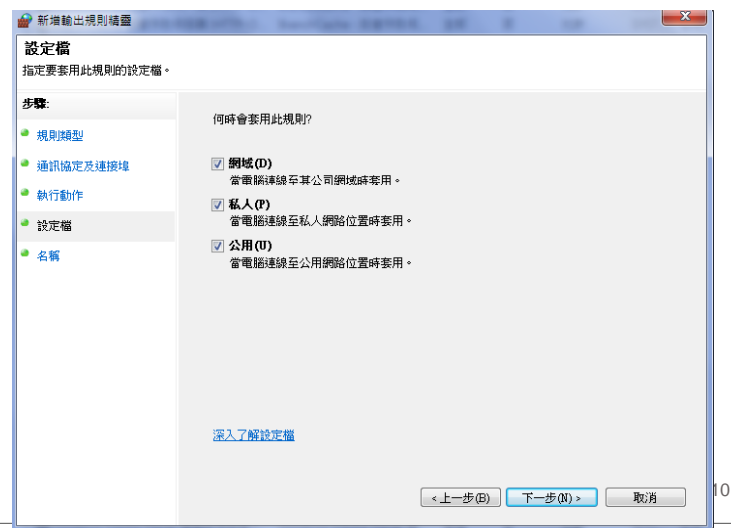 新增輸出規則精靈
設定檔
指定要套用此規則的設定檔。
步驟:
規則類型
通訊協定及連接埠
執行動作
設定檔
名稱
何時會套用此規則?
網域(D)
當電腦連線至其公司網域時套用。
私人(P)
當電腦連線至私人網路位置時套用。
公用(U)
當電腦連線至公用網路位置時套用。
深入了解設定檔
<上一步(B)
下一步(N) >
取消
10